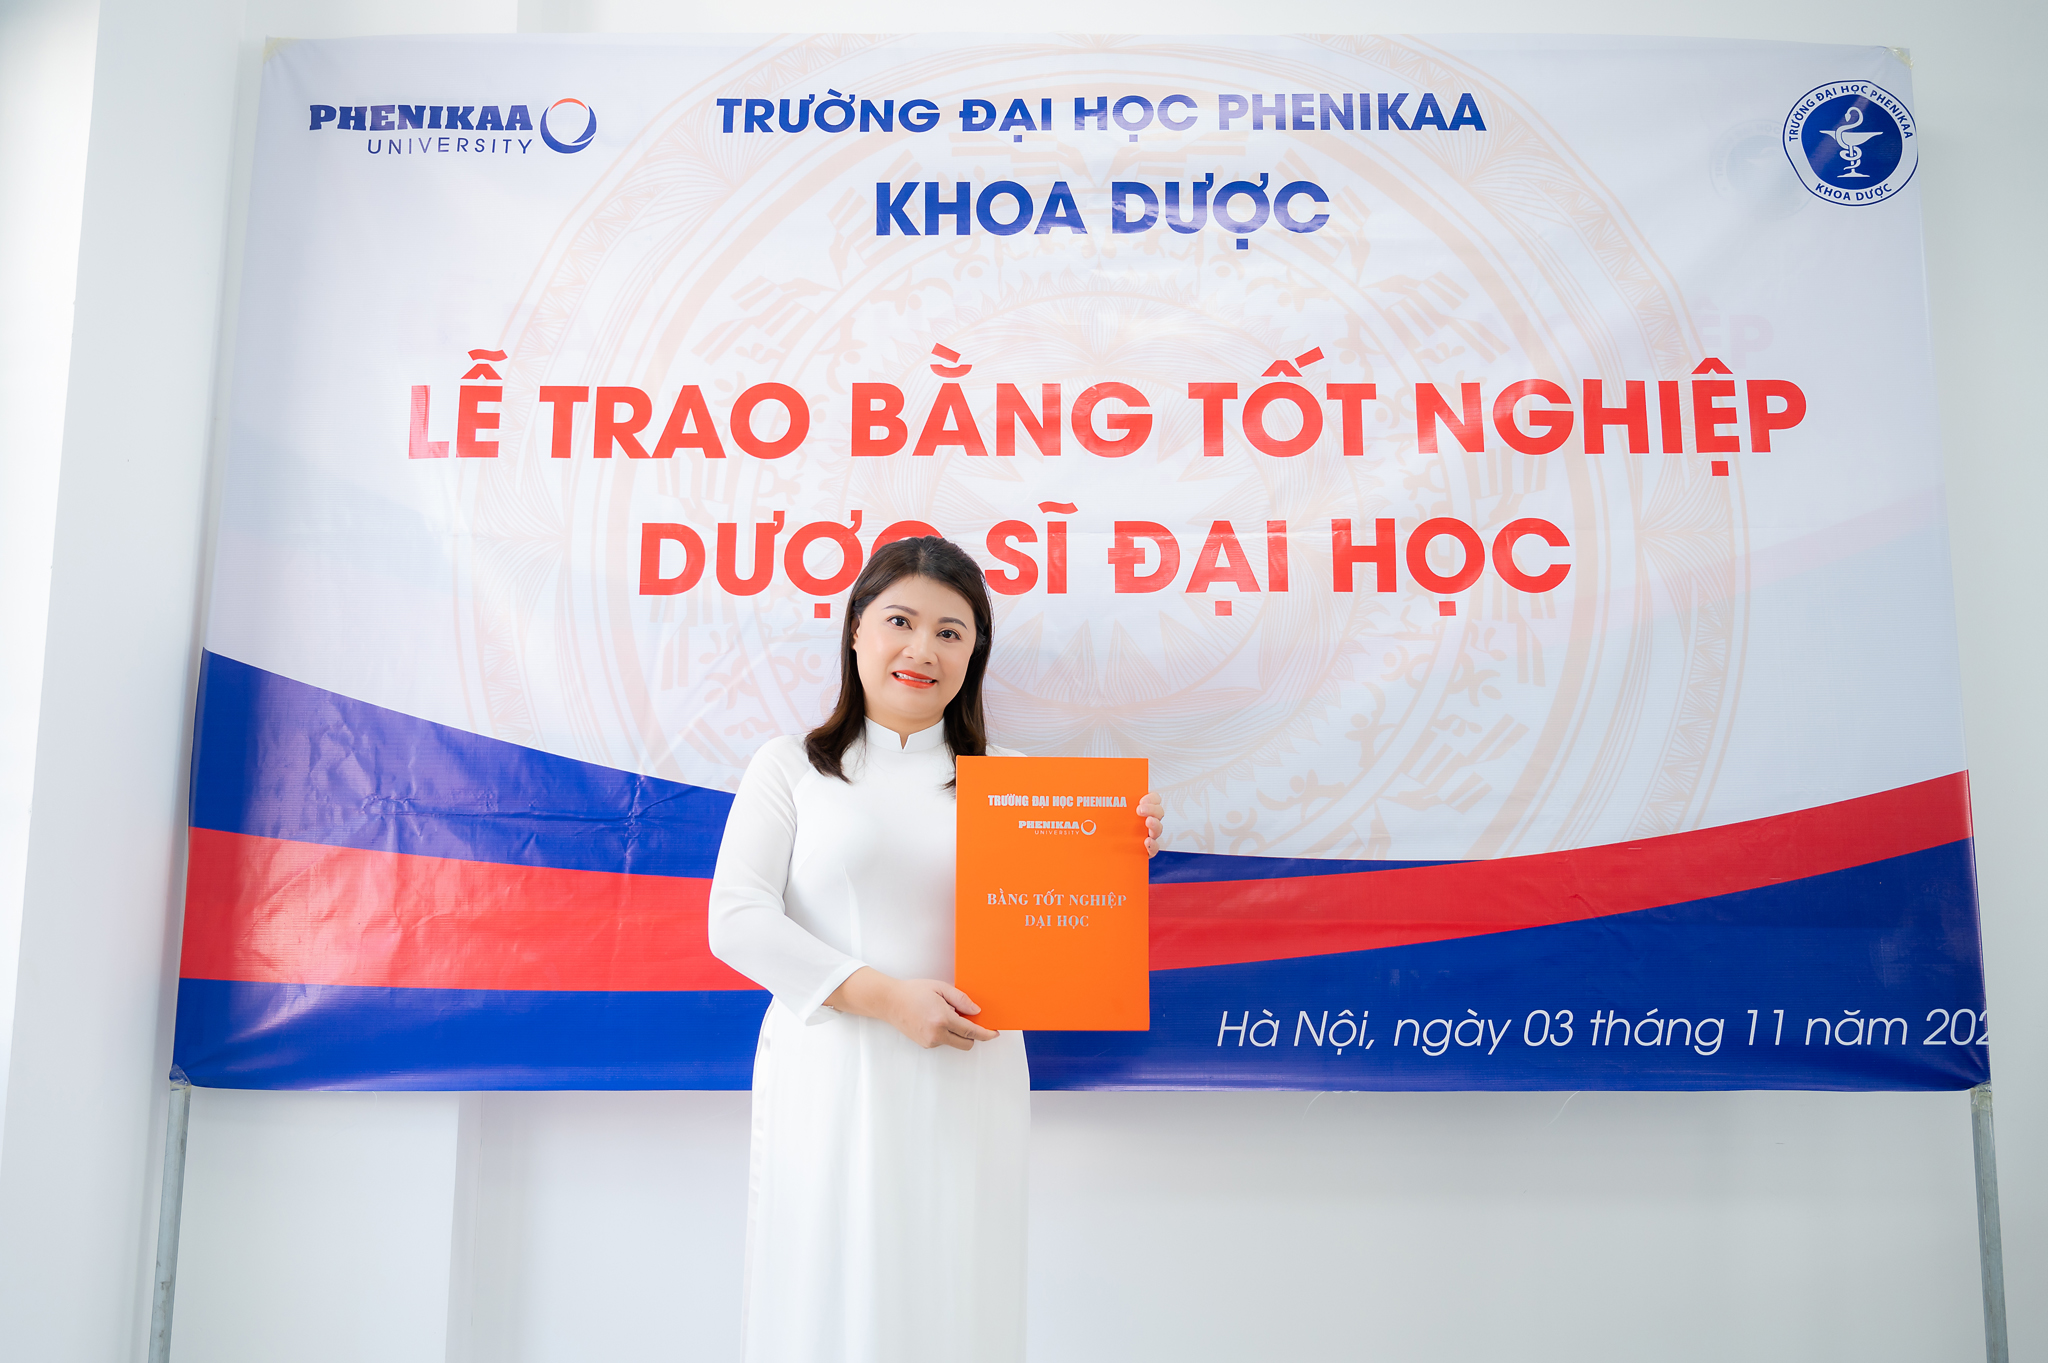 PHENIKAA
UNIVERSITY
TRƯỜNG ĐẠI HỌC PHENIKAA
KHOA DƯỢC
TRƯỜNG ĐẠI HỌC PHENIKAA
KHOA DƯỢC
LỄ TRAO BẰNG TỐT NGHIỆP
DƯỢC SĨ ĐẠI HỌC
TRƯỜNG ĐẠI HỌC PHENIKAA
PHENIKAA
UNIVERSITY
BẰNG TỐT NGHIỆP
ĐẠI HỌC
Hà Nội, ngày 03 tháng 11 năm